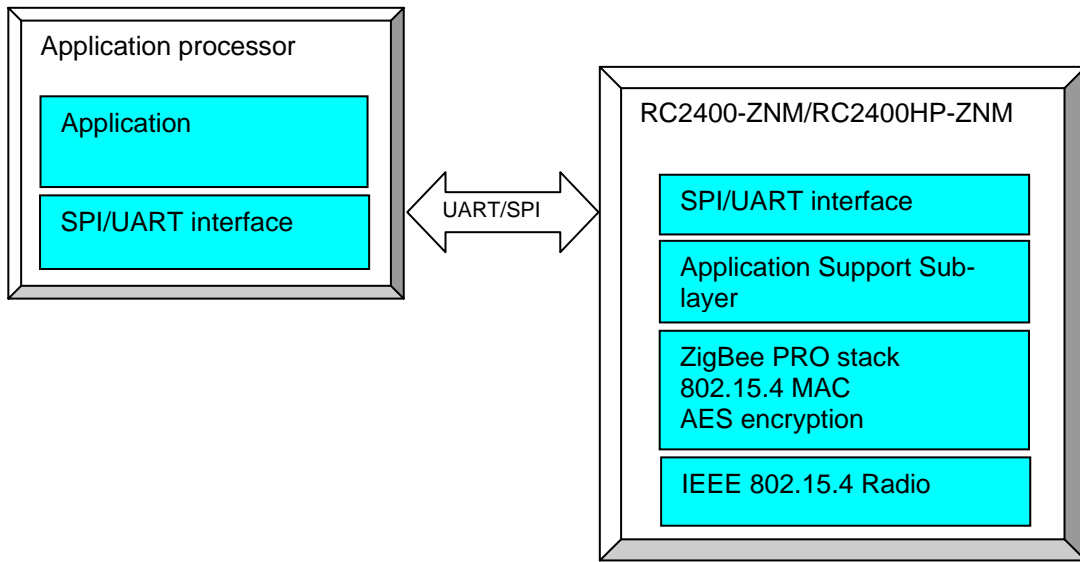 Application processor
Application
SPI/UART interface
UART/SPI
RC2400-ZNM/RC2400HP-ZNM
SPI/UART interface
Application Support Sub-
layer
ZigBee PRO stack
802.15.4 MAC
AES encryption
IEEE 802.15.4 Radio